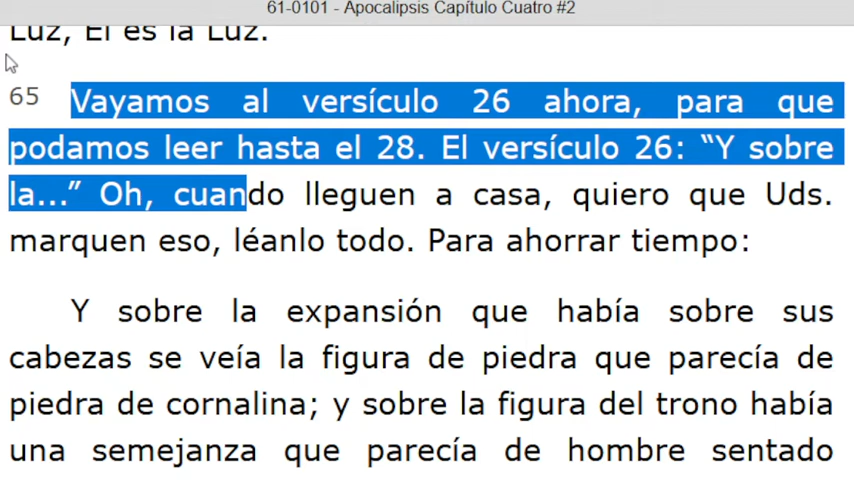 61-0101 - Apocalipsis Capítulo Cuatro #2
Luz, Él es la Luz.
65 Vayamos al versículo 26 ahora, para que
podamos leer hasta el 28. El versículo 26: “Y sobre
la...” Oh, cuando lleguen a casa, quiero que Uds.
marquen eso, léanlo todo. Para ahorrar tiempo:
Y sobre la expansión que había sobre sus
cabezas se veía la figura de piedra que parecía de
piedra de cornalina; y sobre la figura del trono había
una semejanza que parecía de hombre sentado